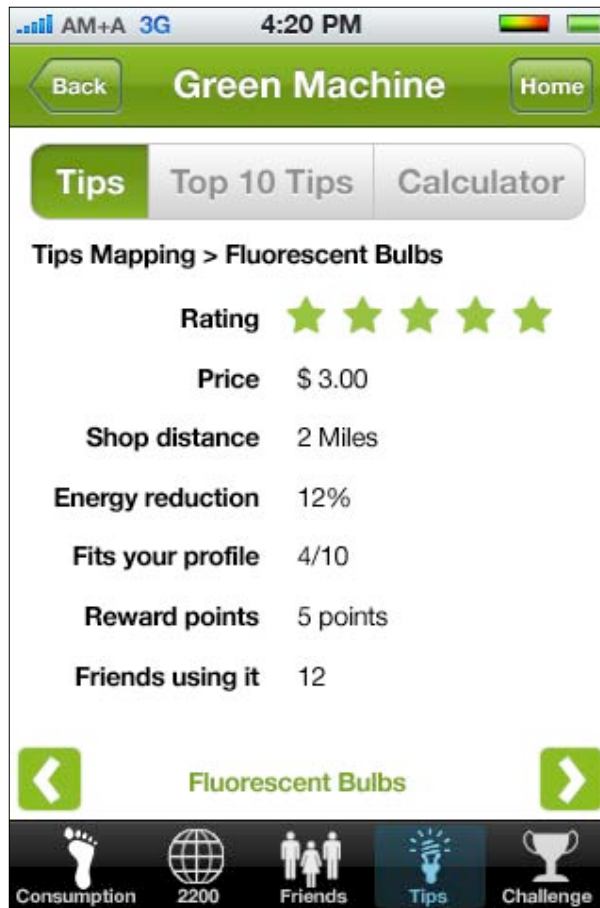 AM+A 3G 4:20 PM
Back Green Machine Home
Tips Top 10 Tips Calculator
Tips Mapping > Fluorescent Bulbs
Rating
Price $ 3.00
Shop distance 2 Miles
Energy reduction 12%
Fits your profile 4/10
Reward points 5 points
Friends using it 12
Fluorescent Bulbs
Consumption 2200 Friends Tips Challenge